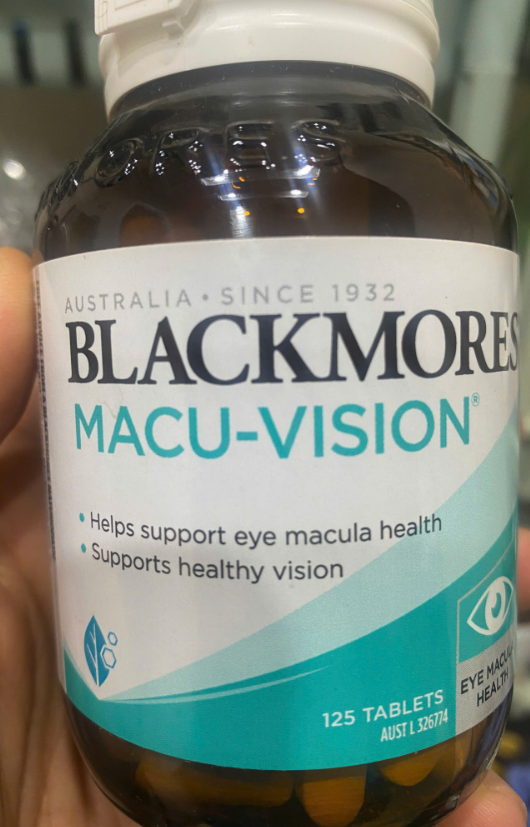 ORES
AUSTRALIA • SINCE 1932
BLACKMORES
MACU-VISION®
• Helps support eye macula health
• Supports healthy vision
EYE MACULA
HEALTH
125 TABLETS
AUST L 326774